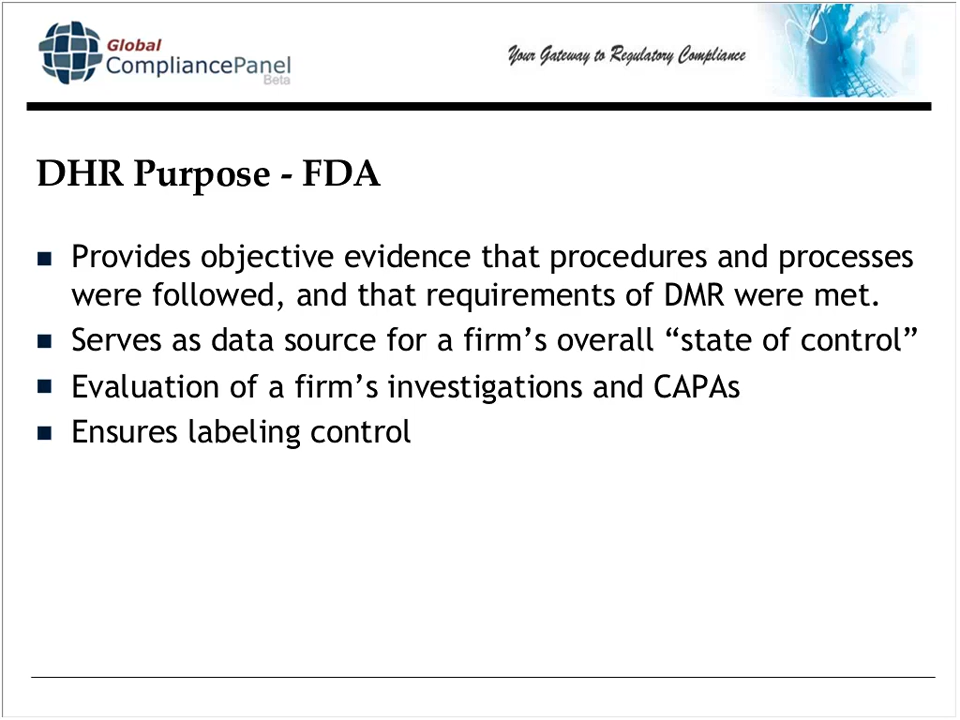 Global
CompliancePanel
Beta
Your Gateway to Regulatory Compliance
DHR Purpose - FDA
Provides objective evidence that procedures and processes
were followed, and that requirements of DMR were met.
Serves as data source for a firm’s overall “state of control”
Evaluation of a firm’s investigations and CAPAs
Ensures labeling control